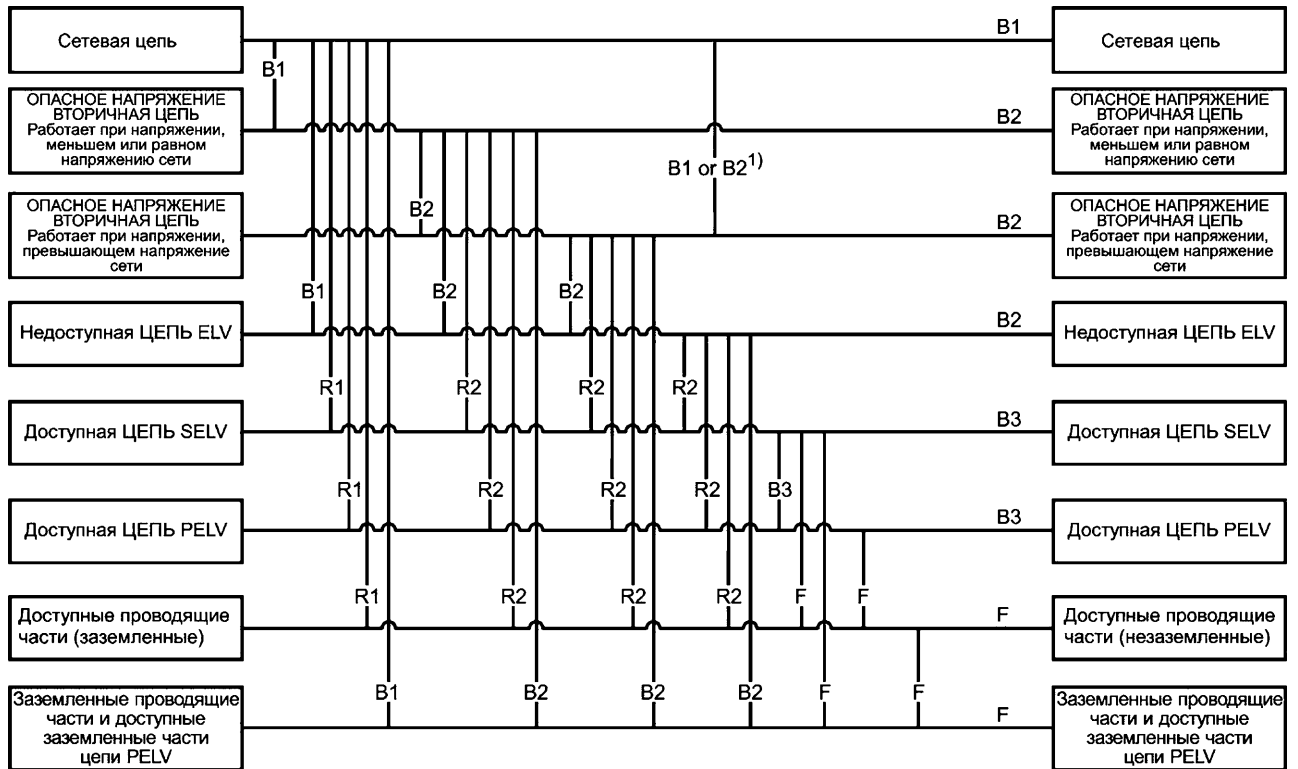 Сетевая цепь
B1
Сетевая цепь
B1
ОПАСНОЕ НАПРЯЖЕНИЕ
ВТОРИЧНАЯ ЦЕПЬ
Работает при напряжении,
меньшем или равном
напряжению сети
B2
ОПАСНОЕ НАПРЯЖЕНИЕ
ВТОРИЧНАЯ ЦЕПЬ
Работает при напряжении,
меньшем или равном
напряжению сети
B1 or B2¹⁾
B2
ОПАСНОЕ НАПРЯЖЕНИЕ
ВТОРИЧНАЯ ЦЕПЬ
Работает при напряжении,
превышающем напряжение
сети
B2
ОПАСНОЕ НАПРЯЖЕНИЕ
ВТОРИЧНАЯ ЦЕПЬ
Работает при напряжении,
превышающем напряжение
сети
B1
B2
B2
Недоступная ЦЕПЬ ELV
B2
Недоступная ЦЕПЬ ELV
R1
R2
R2
R2
Доступная ЦЕПЬ SELV
B3
Доступная ЦЕПЬ SELV
R1
R2
R2
R2
B3
Доступная ЦЕПЬ PELV
B3
Доступная ЦЕПЬ PELV
R1
R2
R2
R2
F
F
Доступные проводящие
части (заземленные)
F
Доступные проводящие
части (незаземленные)
B1
B2
B2
B2
F
F
Заземленные проводящие
части и доступные
заземленные части
цепи PELV
F
Заземленные проводящие
части и доступные
заземленные части
цепи PELV